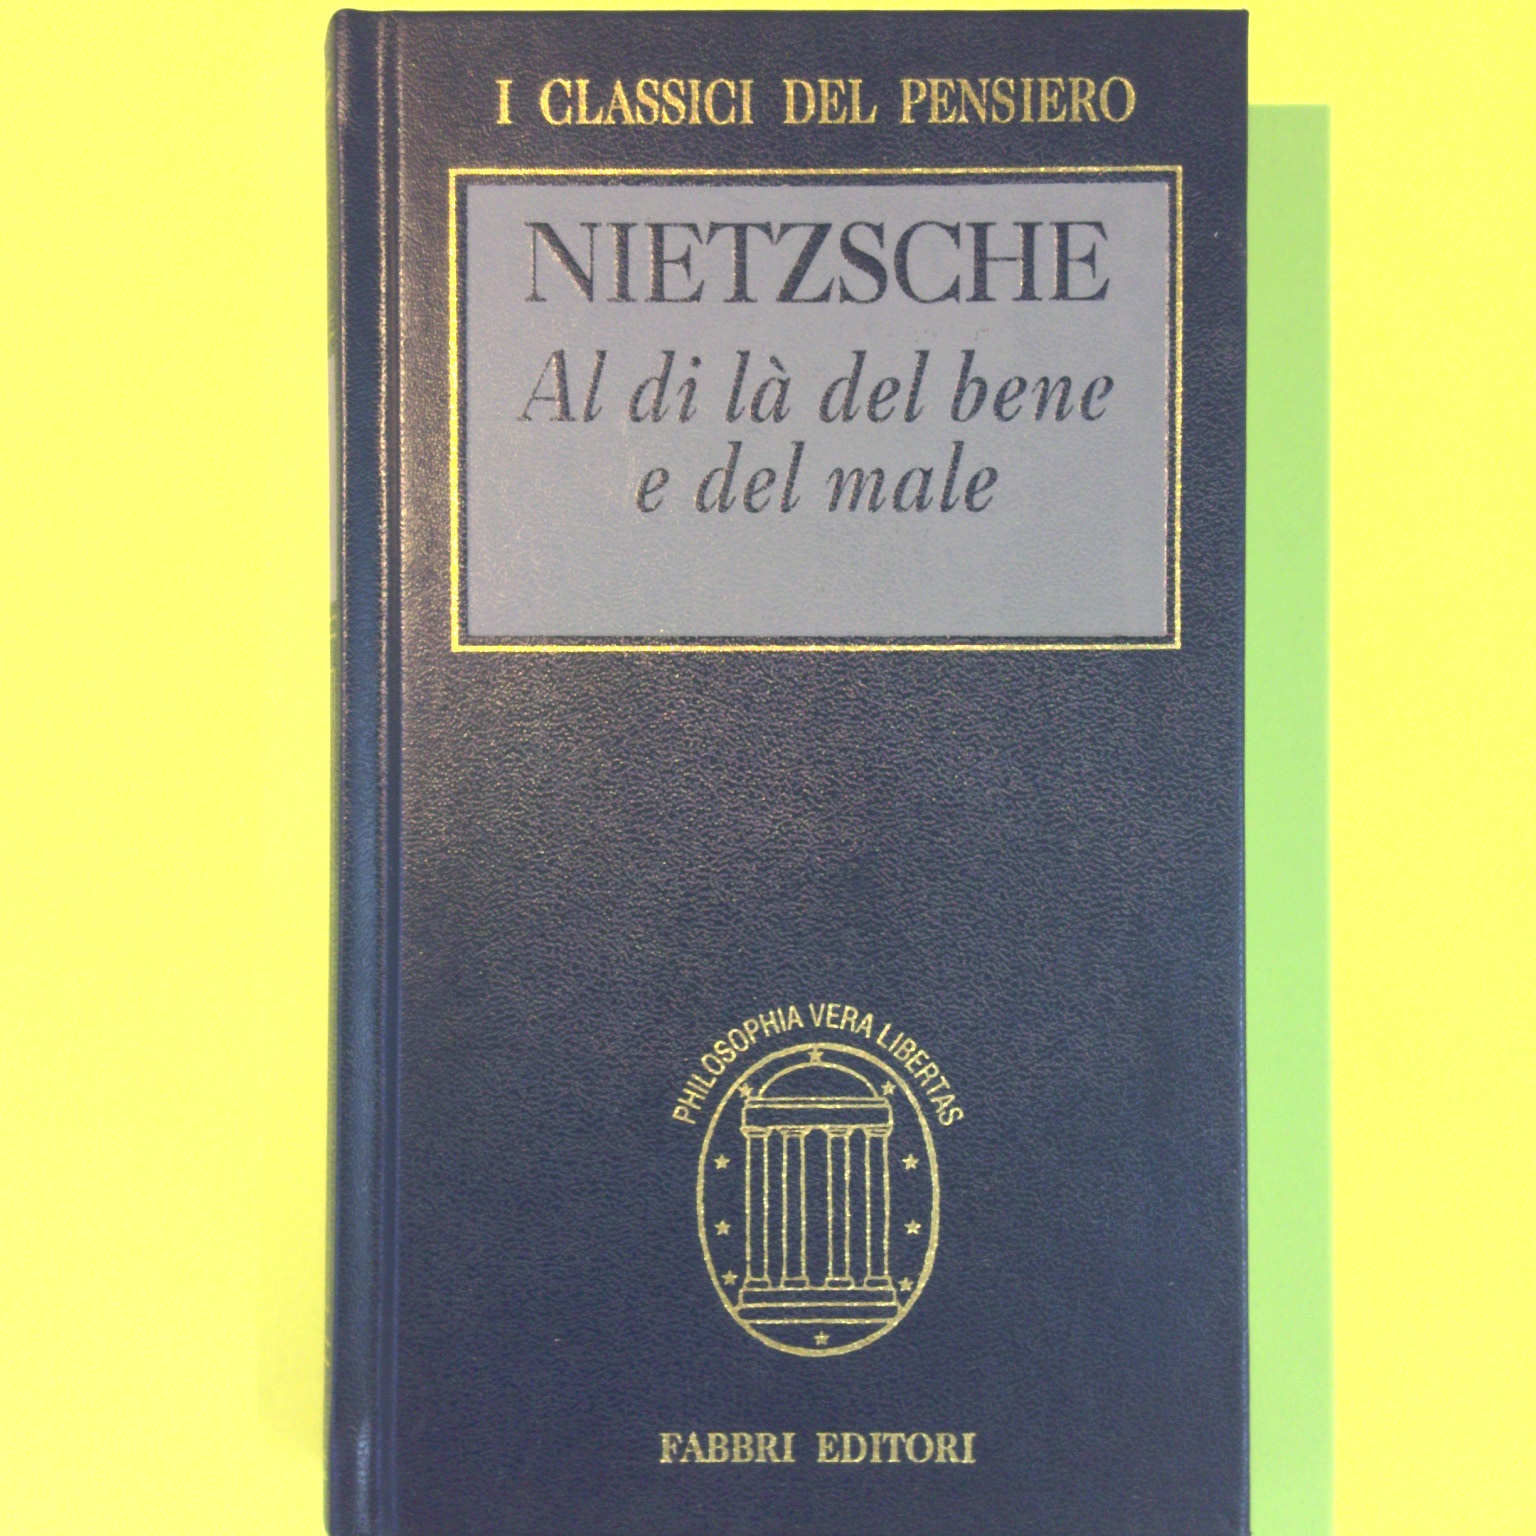 I CLASSICI DEL PENSIERO
NIETZSCHE
Al di là del bene
e del male
PHILOSOPHIA VERA LIBERTAS
FABBRI EDITORI